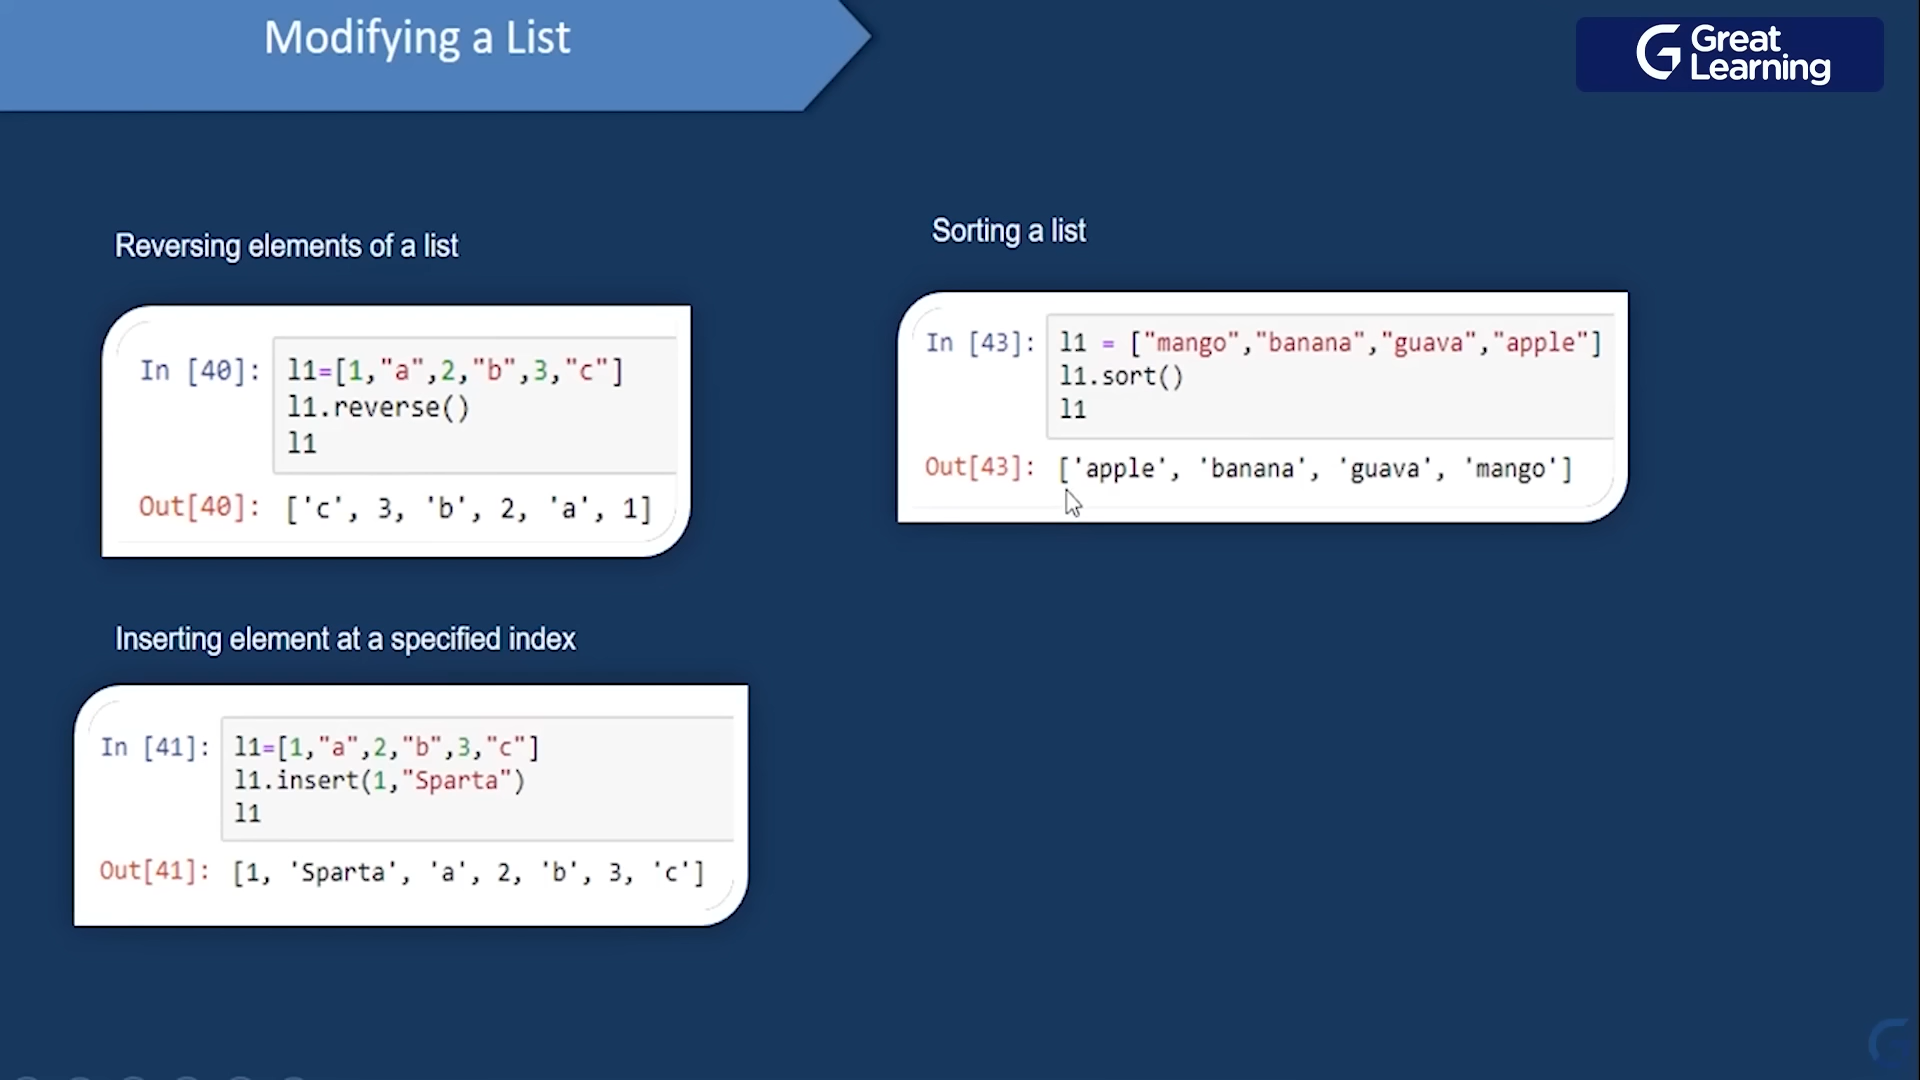 Modifying a List
Great
Learning
Reversing elements of a list
In [40]: l1=[1,"a",2,"b",3,"c"]
l1.reverse()
l1
Out[40]: ['c', 3, 'b', 2, 'a', 1]
Inserting element at a specified index
In [41]: l1=[1,"a",2,"b",3,"c"]
l1.insert(1,"Sparta")
l1
Out[41]: [1, 'Sparta', 'a', 2, 'b', 3, 'c']
Sorting a list
In [43]: l1 = ["mango","banana","guava","apple"]
l1.sort()
l1
Out[43]: ['apple', 'banana', 'guava', 'mango']